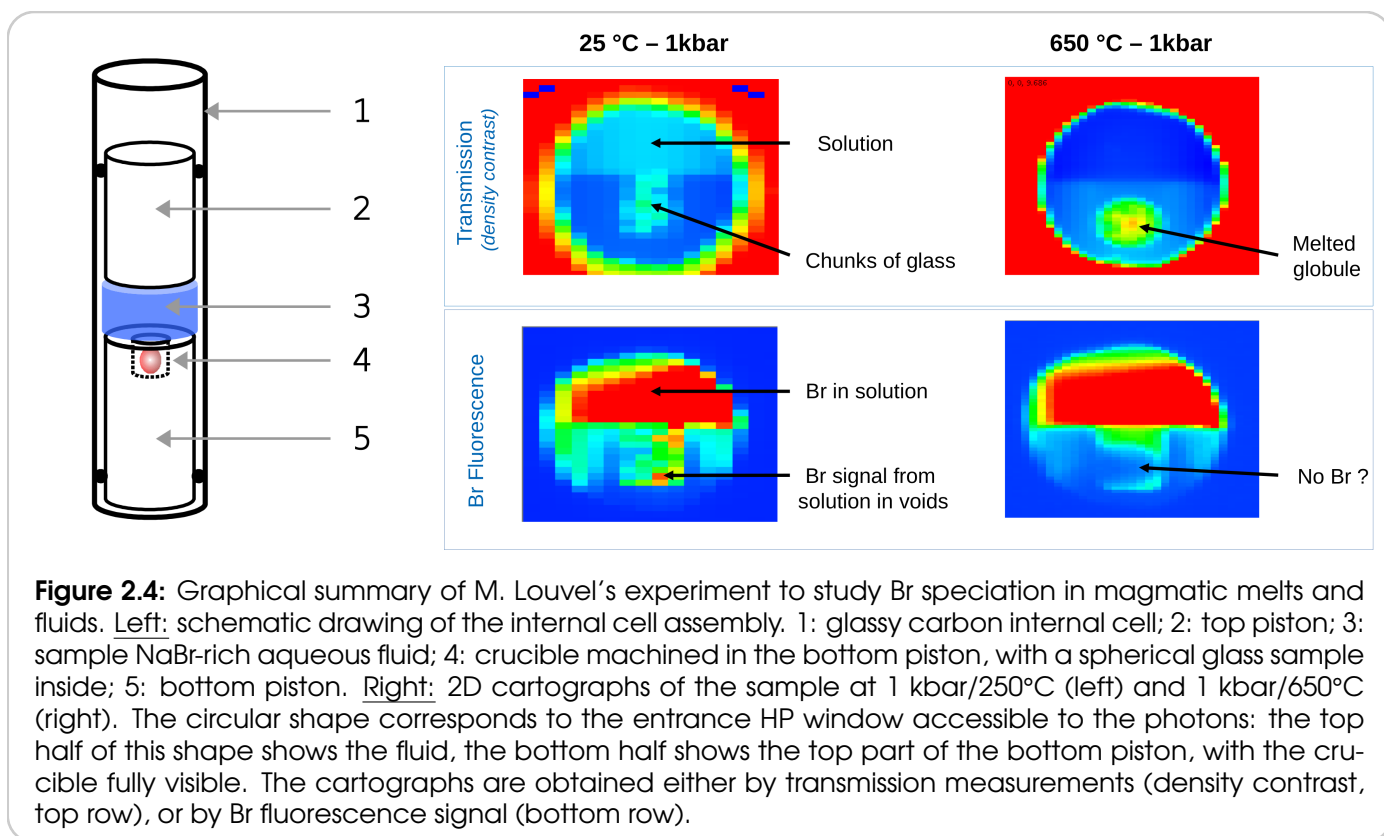 25 °C – 1kbar
650 °C – 1kbar
1
2
3
4
5
Transmission
(density contrast)
Solution
Chunks of glass
Melted
globule
Br Fluorescence
Br in solution
Br signal from
solution in voids
No Br ?
Figure 2.4: Graphical summary of M. Louvel's experiment to study Br speciation in magmatic melts and
fluids. Left: schematic drawing of the internal cell assembly. 1: glassy carbon internal cell; 2: top piston; 3:
sample NaBr-rich aqueous fluid; 4: crucible machined in the bottom piston, with a spherical glass sample
inside; 5: bottom piston. Right: 2D cartographs of the sample at 1 kbar/250°C (left) and 1 kbar/650°C
(right). The circular shape corresponds to the entrance HP window accessible to the photons: the top
half of this shape shows the fluid, the bottom half shows the top part of the bottom piston, with the cru-
cible fully visible. The cartographs are obtained either by transmission measurements (density contrast,
top row), or by Br fluorescence signal (bottom row).